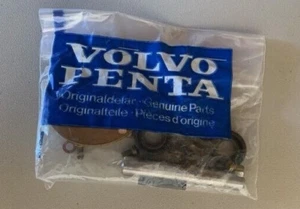 VOLVO
PENTA
Originaldelar - Genuine Parts
Originalteile - Pièces d'origine